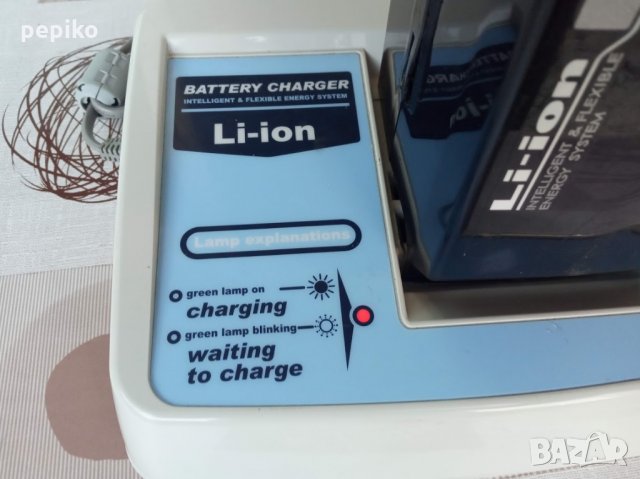 pepiko
BATTERY CHARGER
INTELLIGENT & FLEXIBLE ENERGY SYSTEM
Li-ion
Lamp explanations
green lamp on
charging
green lamp blinking
waiting
to charge
Li-ion
INTELLIGENT & FLEXIBLE
ENERGY SYSTEM
BAZAR